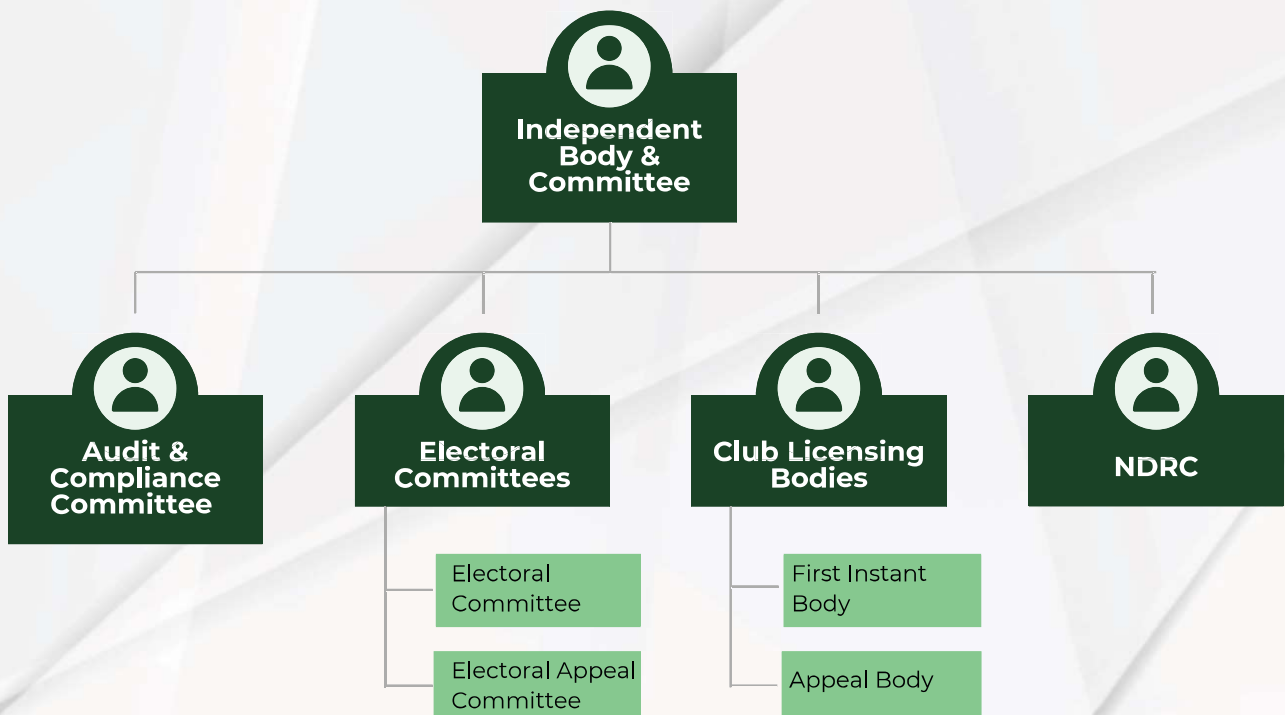 Independent
Body &
Committee
Audit &
Compliance
Committee
Electoral
Committees
Club Licensing
Bodies
NDRC
Electoral
Committee
First Instant
Body
Electoral Appeal
Committee
Appeal Body